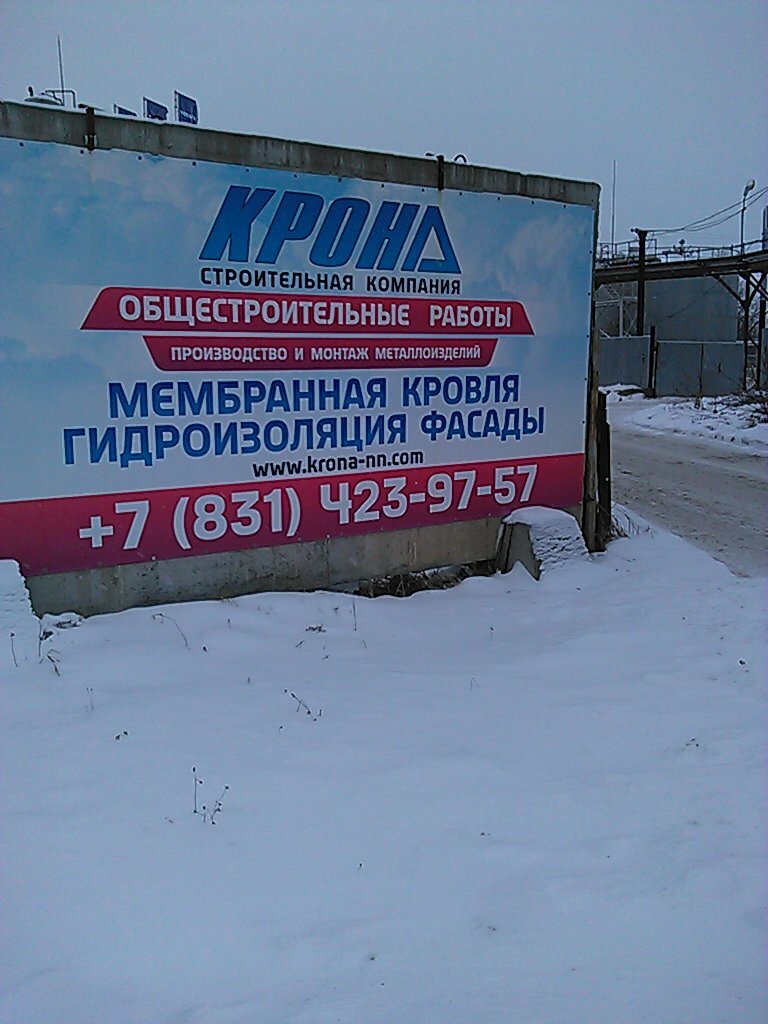 КРОНА
СТРОИТЕЛЬНАЯ КОМПАНИЯ
ОБЩЕСТРОИТЕЛЬНЫЕ РАБОТЫ
ПРОИЗВОДСТВО И МОНТАЖ МЕТАЛЛОИЗДЕЛИЙ
МЕМБРАННАЯ КРОВЛЯ
ГИДРОИЗОЛЯЦИЯ ФАСАДЫ
www.krona-nn.com
+7 (831) 423-97-57